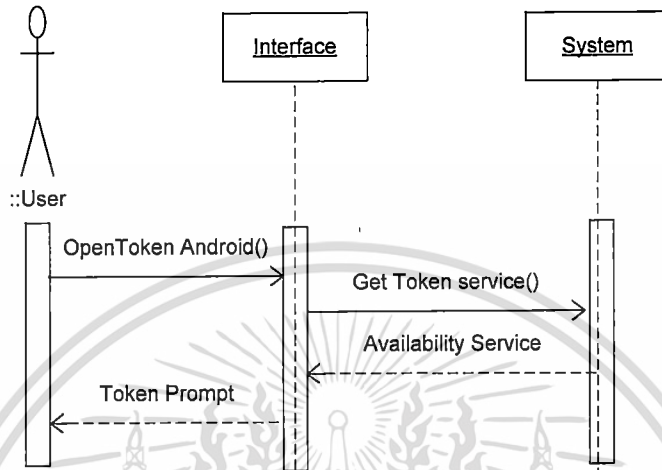 Interface
System
::User
OpenToken Android()
Get Token service()
Availability Service
Token Prompt